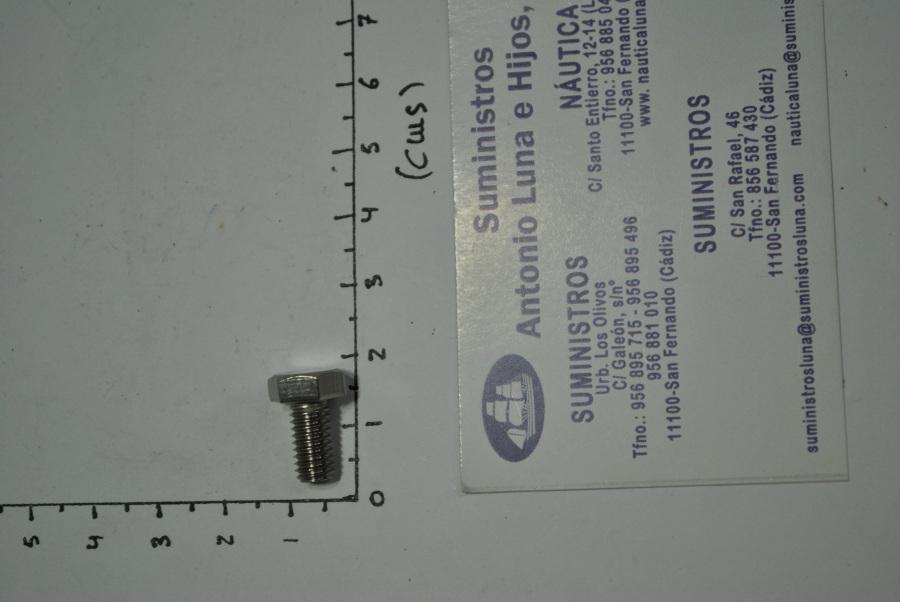 Suministros
Antonio Luna e Hijos,
SUMINISTROS
Urb. Los Olivos
C/ Galeón, s/nº
Tfno.: 956 895 715 - 956 895 496
956 881 010
11100-San Fernando (Cádiz)
NÁUTICA
C/ Santo Entierro, 12-14 (L
Tfno.: 956 885 04
11100-San Fernando (
www. nauticaluna
SUMINISTROS
C/ San Rafael, 46
Tfno.: 856 587 430
11100-San Fernando (Cádiz)
suministrosluna@suministrosluna.com nauticaluna@suminis
(cms)
0 1 2 3 4 5 6 7
1 2 3 4 5